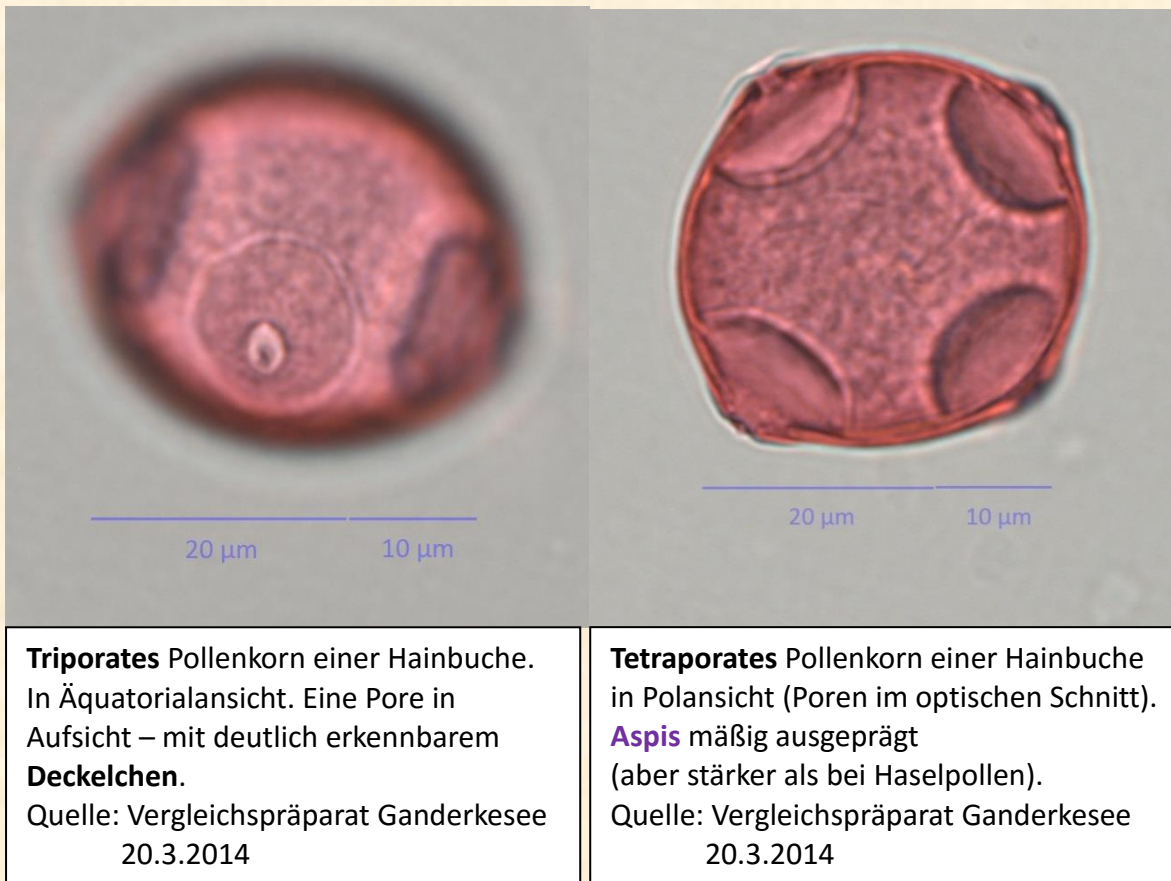 20 µm 10 µm
20 µm 10 µm
Triporates Pollenkorn einer Hainbuche.
In Äquatorialansicht. Eine Pore in
Aufsicht – mit deutlich erkennbarem
Deckelchen.
Quelle: Vergleichspräparat Ganderkesee
20.3.2014
Tetraporates Pollenkorn einer Hainbuche
in Polansicht (Poren im optischen Schnitt).
Aspis mäßig ausgeprägt
(aber stärker als bei Haselpollen).
Quelle: Vergleichspräparat Ganderkesee
20.3.2014